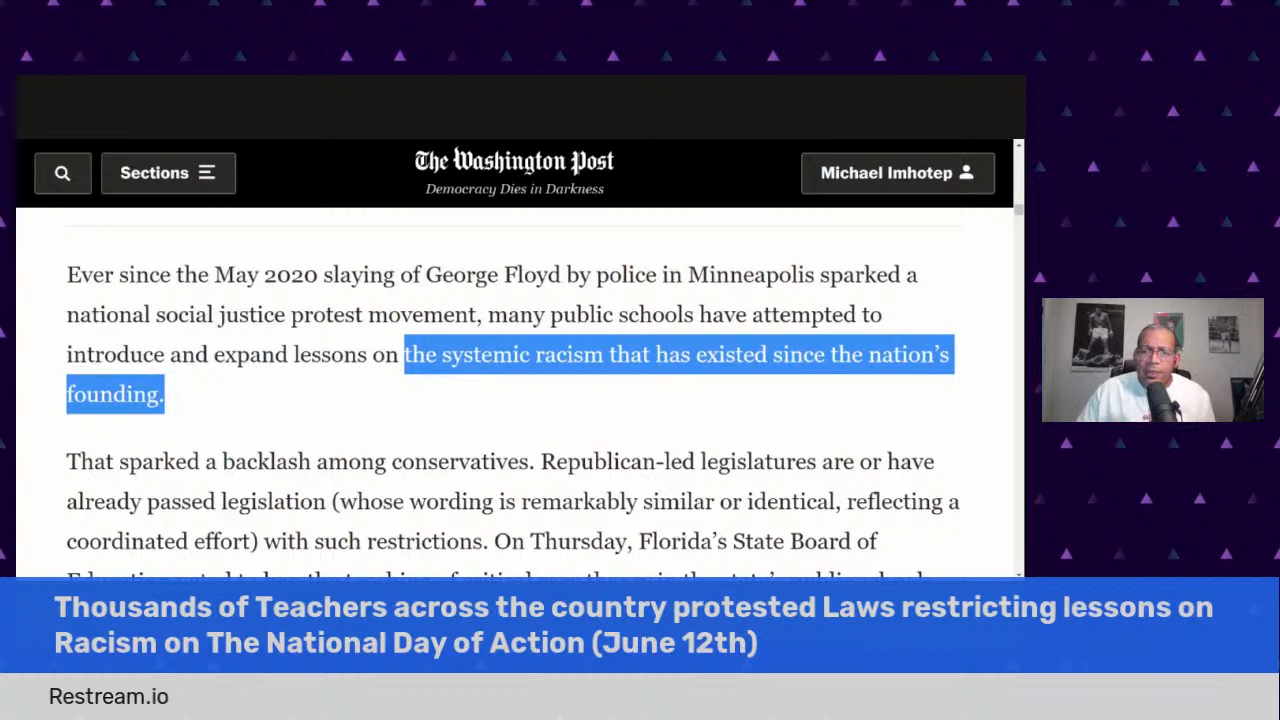 The Washington Post
Sections
Democracy Dies in Darkness
Michael Imhotep
Ever since the May 2020 slaying of George Floyd by police in Minneapolis sparked a
national social justice protest movement, many public schools have attempted to
introduce and expand lessons on the systemic racism that has existed since the nation's
founding.
That sparked a backlash among conservatives. Republican-led legislatures are or have
already passed legislation (whose wording is remarkably similar or identical, reflecting a
coordinated effort) with such restrictions. On Thursday, Florida's State Board of
Thousands of Teachers across the country protested Laws restricting lessons on
Racism on The National Day of Action (June 12th)
Restream.io